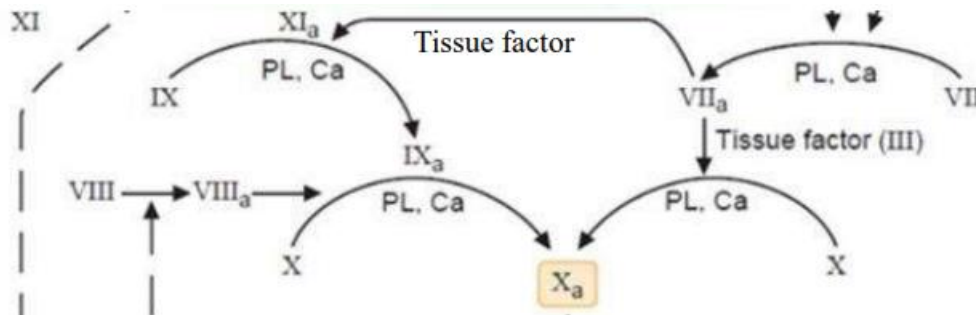 XI
XIa
Tissue factor
PL, Ca
PL, Ca
IX
VIIa
VII
Tissue factor (III)
IXa
VIII
VIIIa
PL, Ca
PL, Ca
X
X
Xa